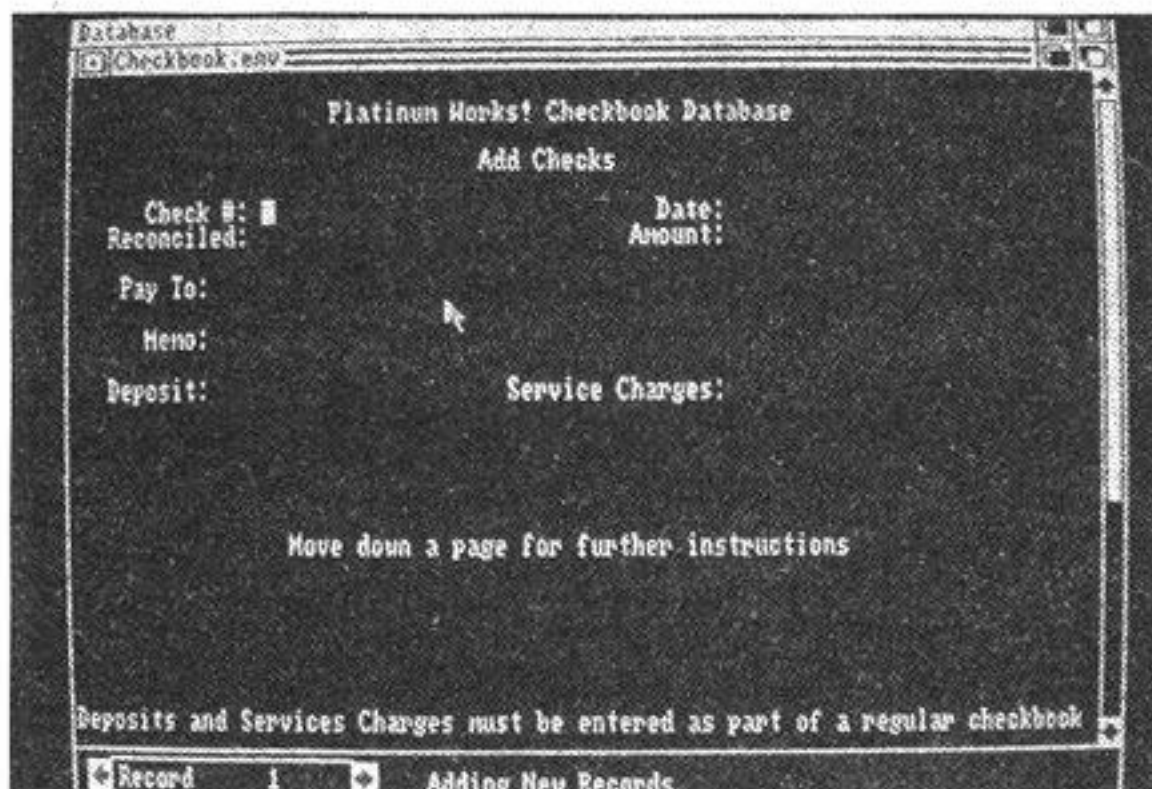 Database
Checkbook.env
Platinum Works! Checkbook Database
Add Checks
Check #: Date:
Reconciled: Amount:
Pay To:
Memo:
Deposit: Service Charges:
Move down a page for further instructions
Deposits and Services Charges must be entered as part of a regular checkbook
Record 1 Adding New Records